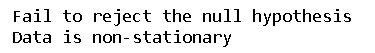 Fail to reject the null hypothesis
Data is non-stationary